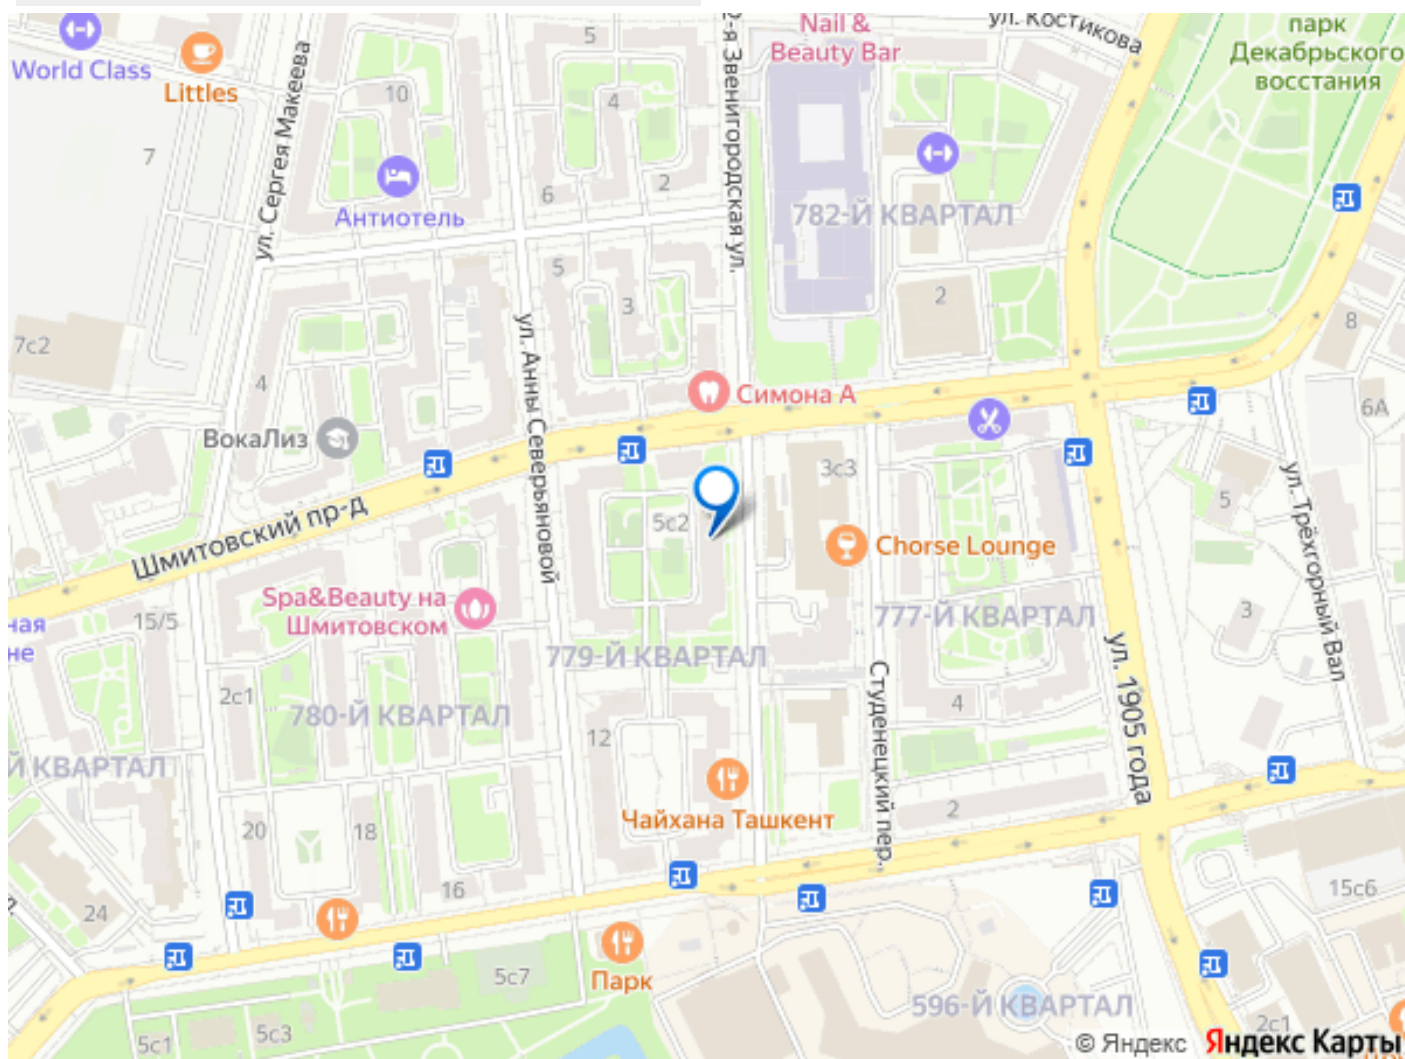 World Class
Littles
ул. Сергея Макеева
10
5
4
2-я Звенигородская ул.
Nail &
Beauty Bar
ул. Костикова
парк
Декабрьского
восстания
7
Антиотель
6
2
782-Й КВАРТАЛ
5
3
2
8
7с2
4
ул. Анны Северьяновой
Симона А
6А
ВокаЛиз
3с3
5
ул. Трёхгорный Вал
Шмитовский пр-д
5с2
Chorse Lounge
Spa&Beauty на
Шмитовском
ная
не
15/5
777-Й КВАРТАЛ
3
779-Й КВАРТАЛ
2с1
780-Й КВАРТАЛ
Студенецкий пер.
4
ул. 1905 года
12
Й КВАРТАЛ
Чайхана Ташкент
2
20
18
16
24
15с6
Парк
5с7
596-Й КВАРТАЛ
5с1
5с3
2с1
© Яндекс Яндекс Карты